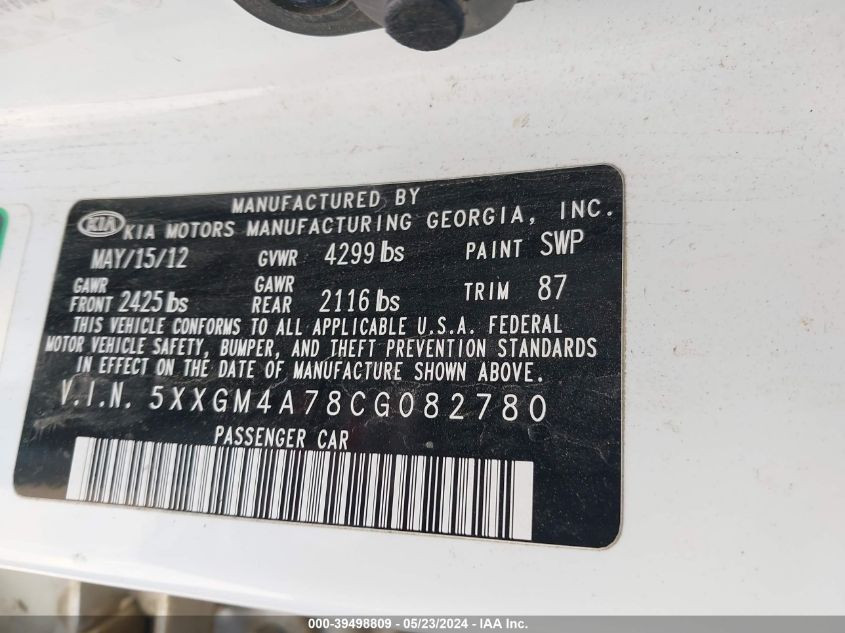 MANUFACTURED BY
KIA KIA MOTORS MANUFACTURING GEORGIA, INC.
MAY/15/12 GVWR 4299 lbs PAINT SWP
GAWR FRONT 2425 lbs GAWR REAR 2116 lbs TRIM 87
THIS VEHICLE CONFORMS TO ALL APPLICABLE U.S.A. FEDERAL
MOTOR VEHICLE SAFETY, BUMPER, AND THEFT PREVENTION STANDARDS
IN EFFECT ON THE DATE OF MANUFACTURE SHOWN ABOVE.
V.I.N. 5XXGM4A78CG082780
PASSENGER CAR
000-39498809 - 05/23/2024 - IAA Inc.